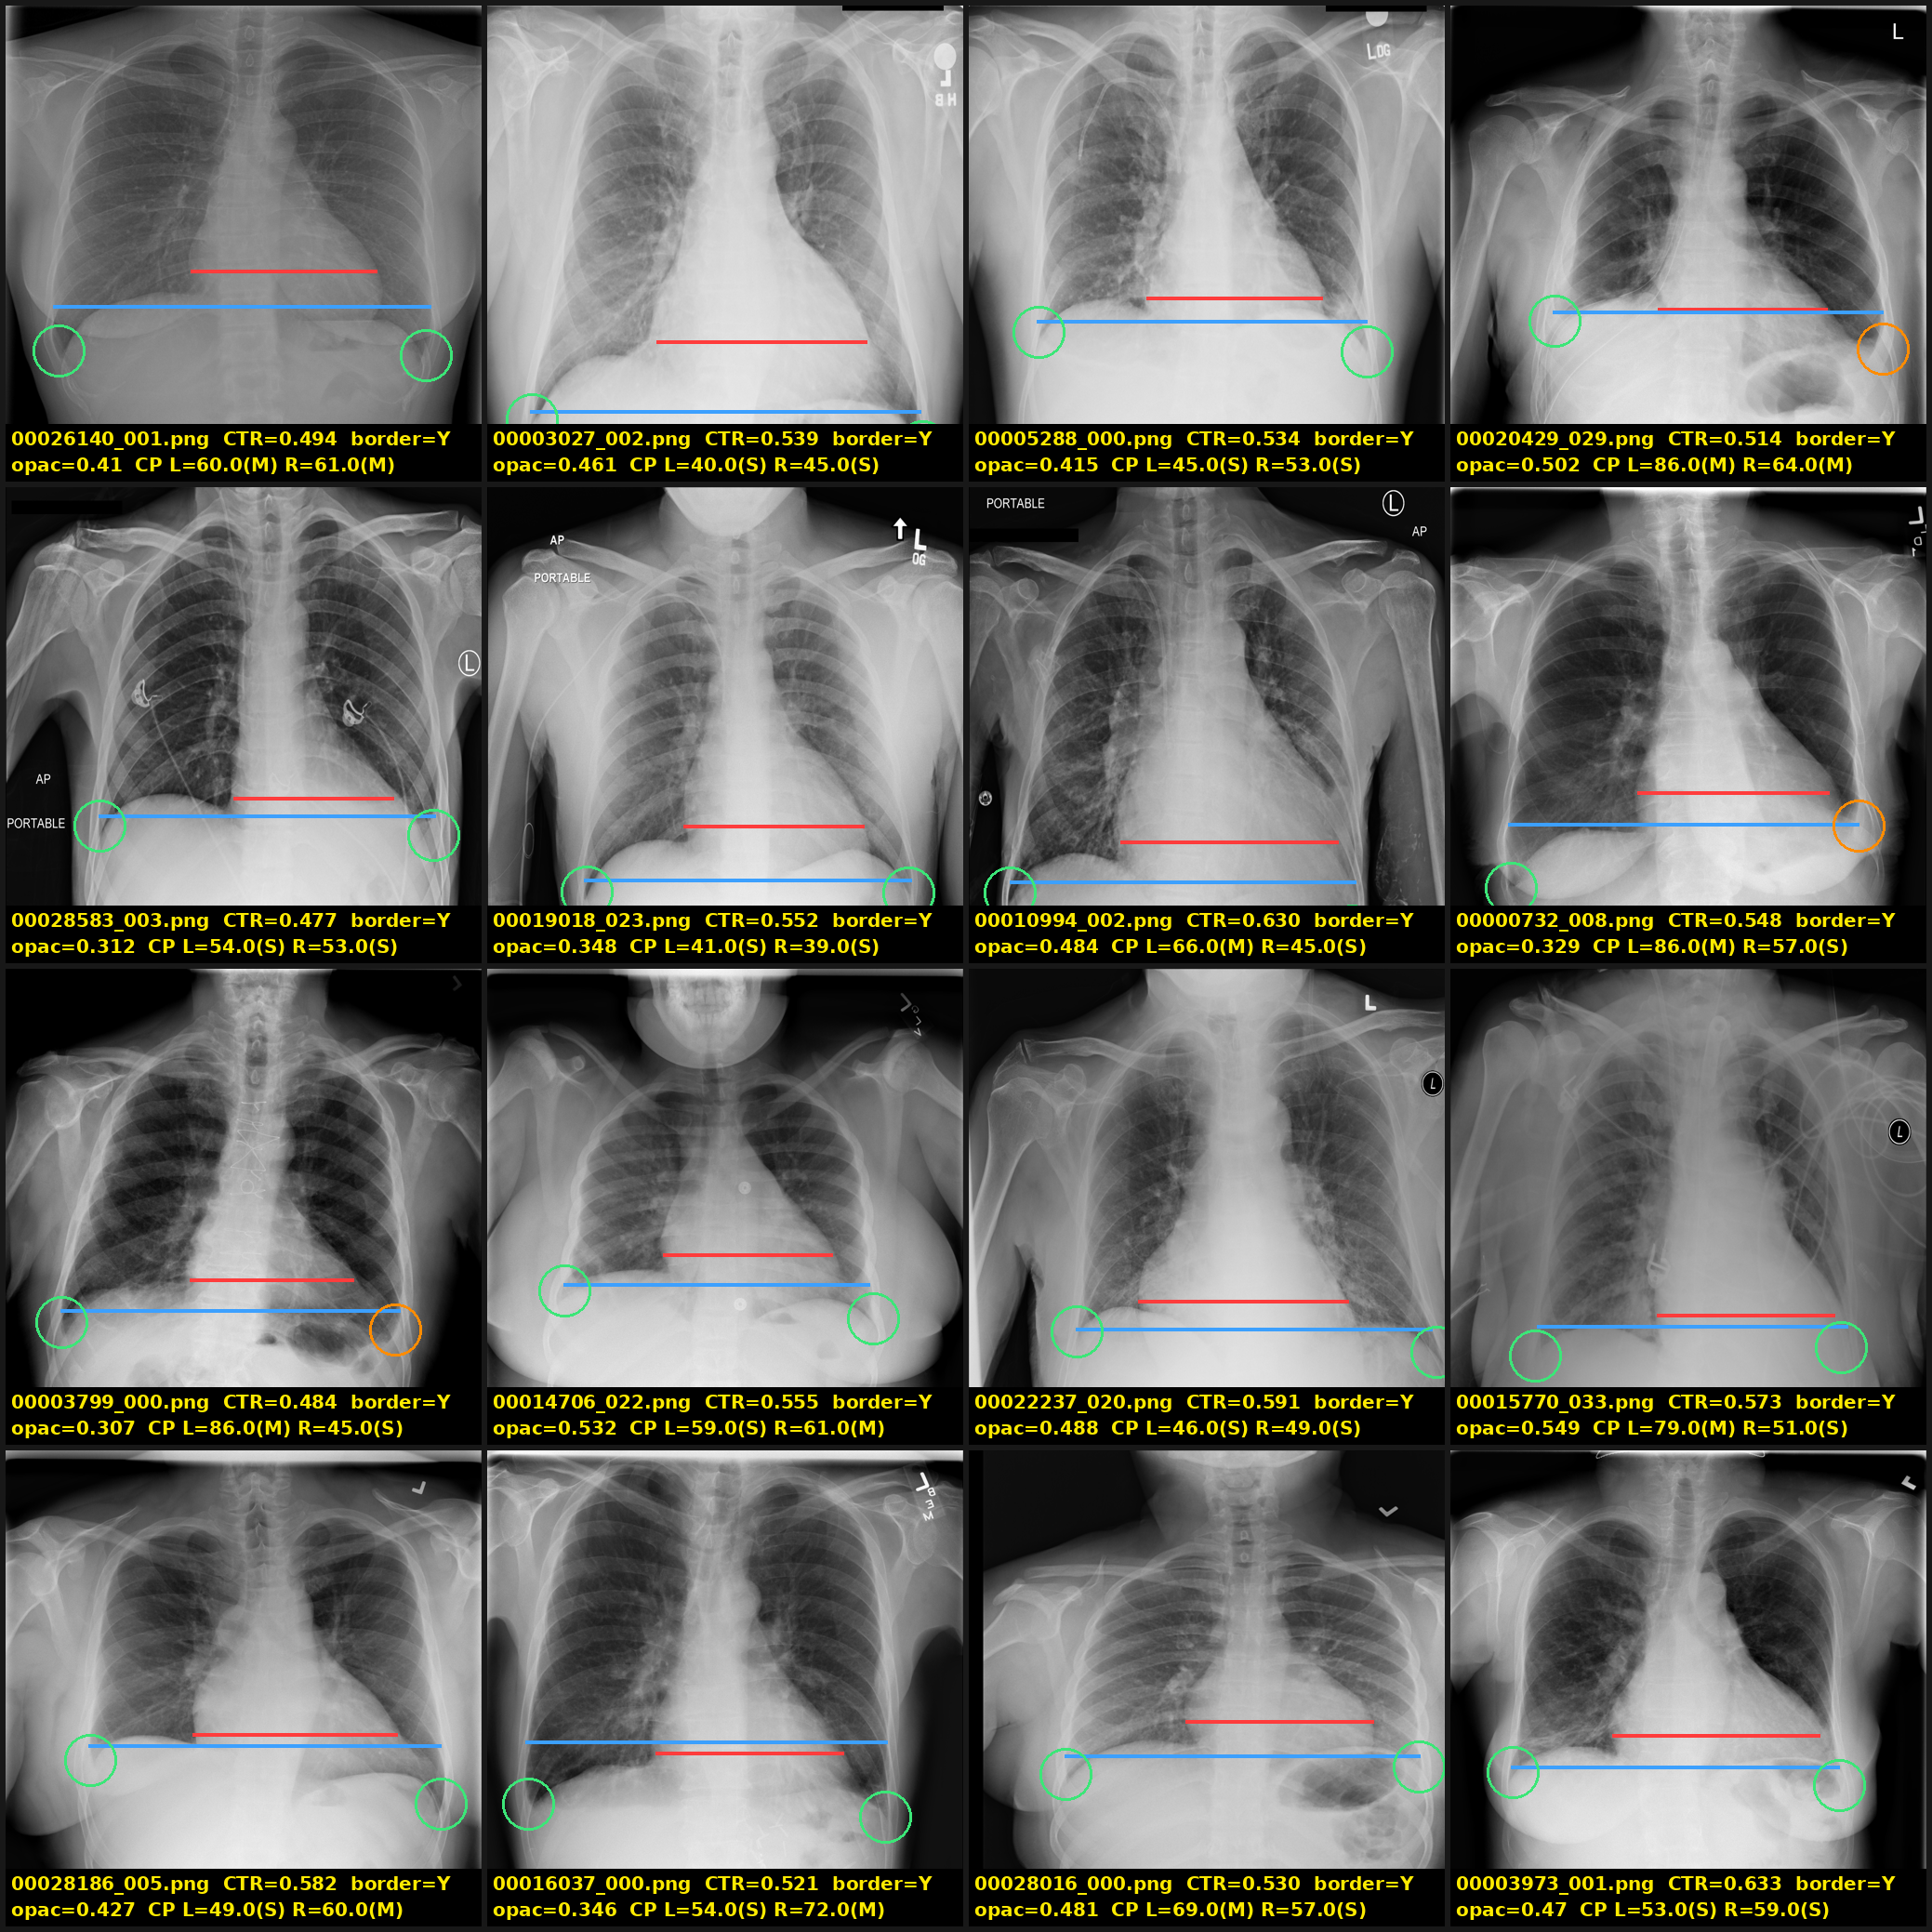 L
H B
LDG
L
00026140_001.png CTR=0.494 border=Y
opac=0.41 CP L=60.0(M) R=61.0(M)
00003027_002.png CTR=0.539 border=Y
opac=0.461 CP L=40.0(S) R=45.0(S)
00005288_000.png CTR=0.534 border=Y
opac=0.415 CP L=45.0(S) R=53.0(S)
00020429_029.png CTR=0.514 border=Y
opac=0.502 CP L=86.0(M) R=64.0(M)
L
AP
PORTABLE
AP
PORTABLE
L
OG
PORTABLE
L
AP
L
00028583_003.png CTR=0.477 border=Y
opac=0.312 CP L=54.0(S) R=53.0(S)
00019018_023.png CTR=0.552 border=Y
opac=0.348 CP L=41.0(S) R=39.0(S)
00010994_002.png CTR=0.630 border=Y
opac=0.484 CP L=66.0(M) R=45.0(S)
00000732_008.png CTR=0.548 border=Y
opac=0.329 CP L=86.0(M) R=57.0(S)
L
L
L
L
00003799_000.png CTR=0.484 border=Y
opac=0.307 CP L=86.0(M) R=45.0(S)
00014706_022.png CTR=0.555 border=Y
opac=0.532 CP L=59.0(S) R=61.0(M)
00022237_020.png CTR=0.591 border=Y
opac=0.488 CP L=46.0(S) R=49.0(S)
00015770_033.png CTR=0.573 border=Y
opac=0.549 CP L=79.0(M) R=51.0(S)
L
L
B3M
L
L
00028186_005.png CTR=0.582 border=Y
opac=0.427 CP L=49.0(S) R=60.0(M)
00016037_000.png CTR=0.521 border=Y
opac=0.346 CP L=54.0(S) R=72.0(M)
00028016_000.png CTR=0.530 border=Y
opac=0.481 CP L=69.0(M) R=57.0(S)
00003973_001.png CTR=0.633 border=Y
opac=0.47 CP L=53.0(S) R=59.0(S)